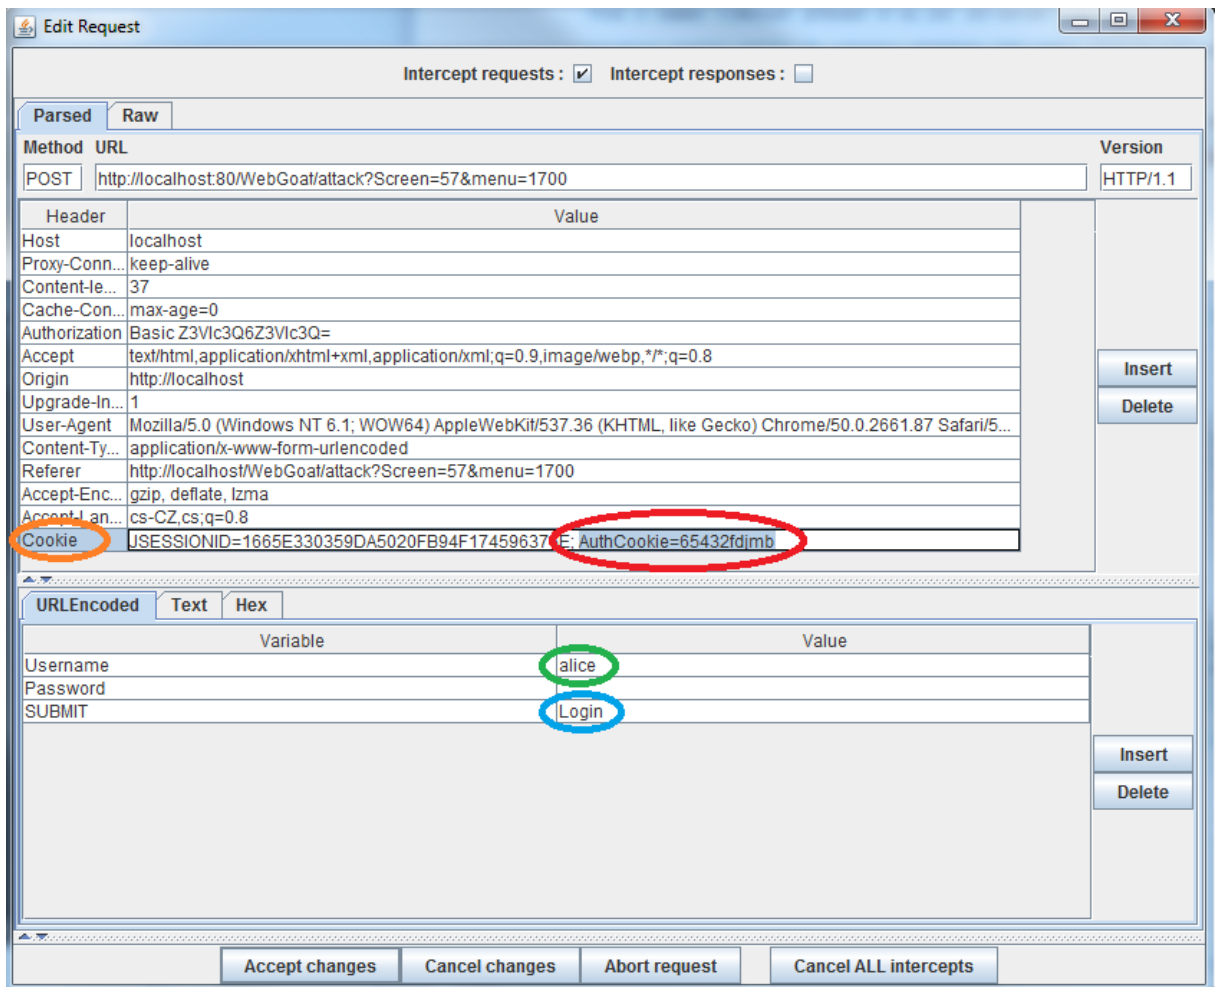 Edit Request
Intercept requests : Intercept responses :
Parsed Raw
Method URL Version
POST http://localhost:80/WebGoat/attack?Screen=57&menu=1700 HTTP/1.1
Header Value
Host localhost
Proxy-Conn... keep-alive
Content-le... 37
Cache-Con... max-age=0
Authorization Basic Z3Vlc3Q6Z3Vlc3Q=
Accept text/html,application/xhtml+xml,application/xml;q=0.9,image/webp,*/*;q=0.8
Origin http://localhost
Insert
Upgrade-In... 1
Delete
User-Agent Mozilla/5.0 (Windows NT 6.1; WOW64) AppleWebKit/537.36 (KHTML, like Gecko) Chrome/50.0.2661.87 Safari/5...
Content-Ty... application/x-www-form-urlencoded
Referer http://localhost/WebGoat/attack?Screen=57&menu=1700
Accept-Enc... gzip, deflate, lzma
Accept-Lan... cs-CZ,cs;q=0.8
Cookie AuthCookie=65432fdjmb
URLEncoded Text Hex
Variable Value
Username alice
Password
SUBMIT Login
Insert
Delete
Accept changes Cancel changes Abort request Cancel ALL intercepts